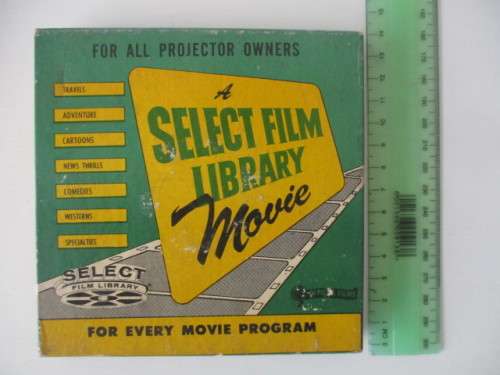 FOR ALL PROJECTOR OWNERS
TRAVELS
ADVENTURE
CARTOONS
NEWS THRILLS
COMEDIES
WESTERNS
SPECIALTIES
A
SELECT FILM
LIBRARY
Movie
SELECT
FILM LIBRARY
FOR EVERY MOVIE PROGRAM